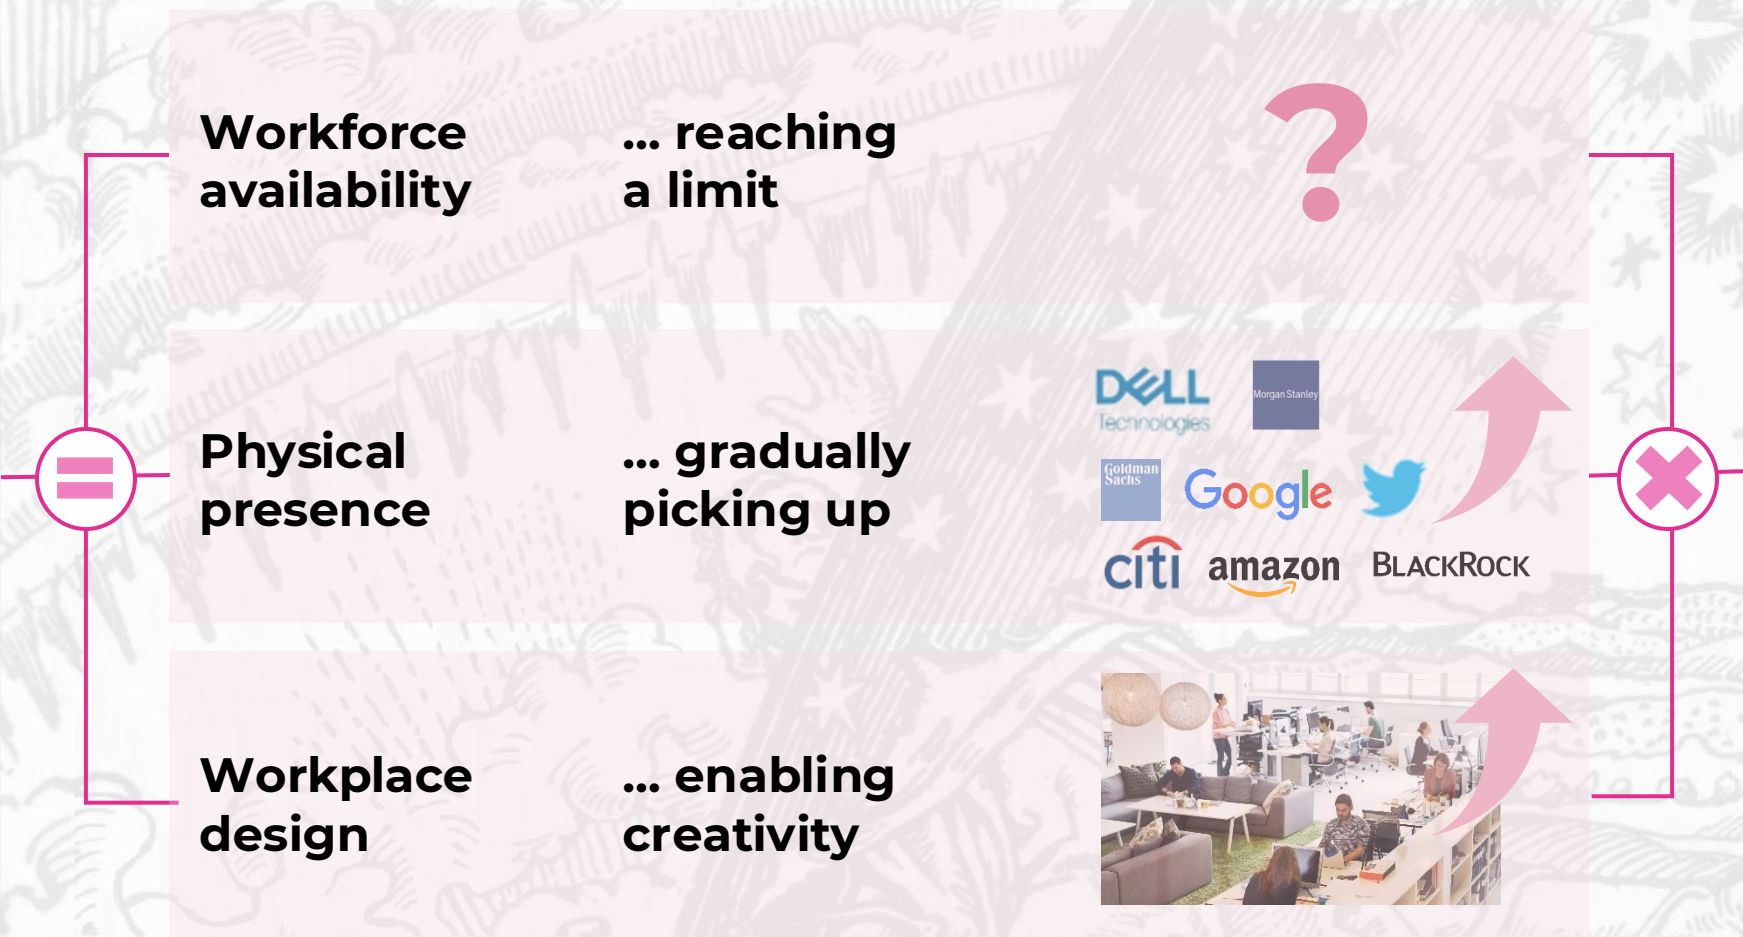 Workforce
availability
... reaching
a limit
?
Physical
presence
... gradually
picking up
DELL
Technologies
Morgan Stanley
Goldman
Sachs
Google
citi
amazon
BLACKROCK
Workplace
design
... enabling
creativity